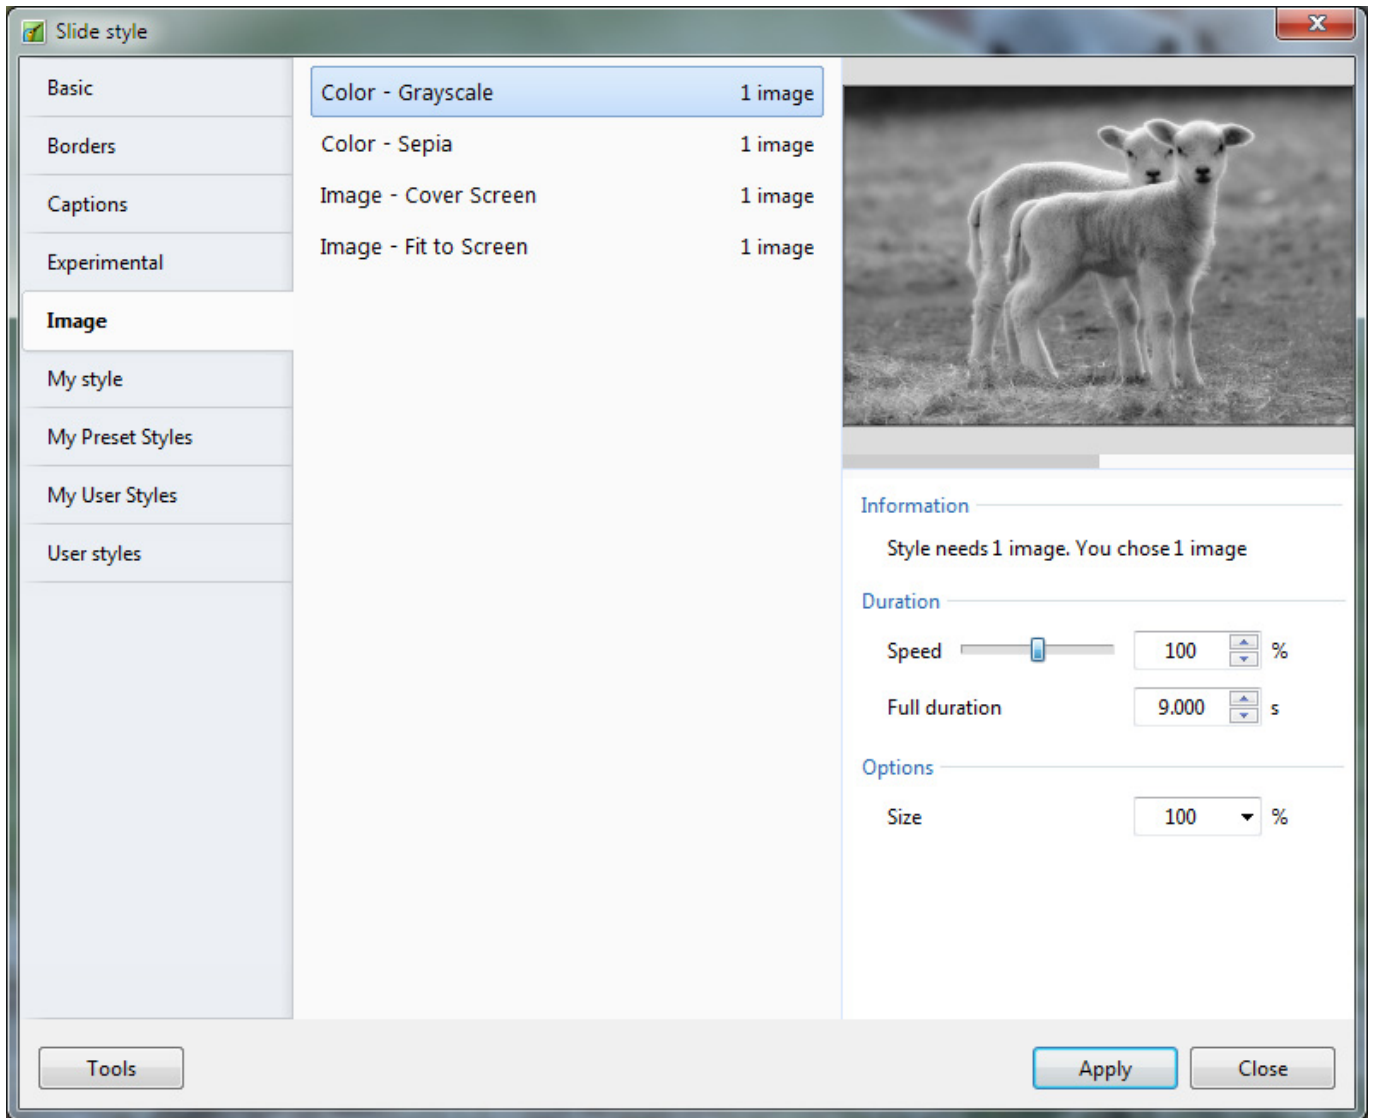 Slide style
X
Basic
Borders
Captions
Experimental
Image
My style
My Preset Styles
My User Styles
User styles
Color - Grayscale 1 image
Color - Sepia 1 image
Image - Cover Screen 1 image
Image - Fit to Screen 1 image
Information
Style needs 1 image. You chose 1 image
Duration
Speed 100 %
Full duration 9.000 s
Options
Size 100 %
Tools
Apply
Close